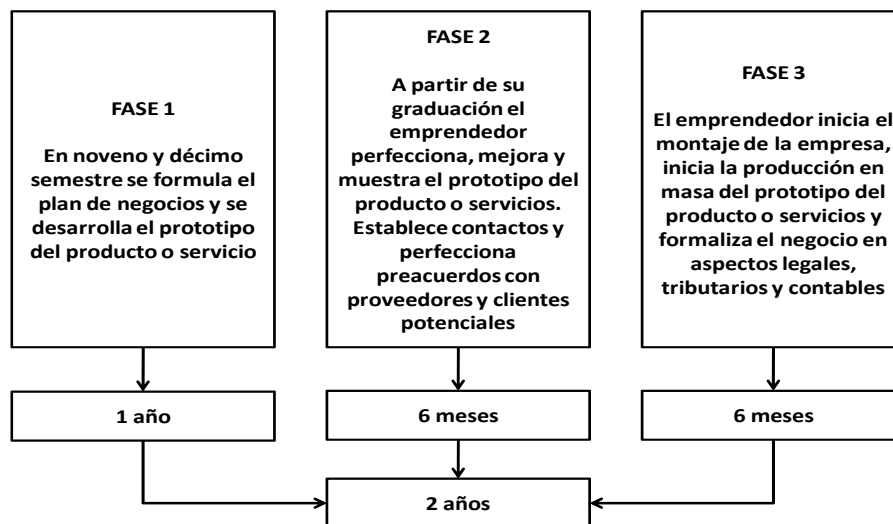 FASE 1
En noveno y décimo
semestre se formula el
plan de negocios y se
desarrolla el prototipo
del producto o servicio
FASE 2
A partir de su
graduación el
emprendedor
perfecciona, mejora y
muestra el prototipo del
producto o servicios.
Establece contactos y
perfecciona
preacuerdos con
proveedores y clientes
potenciales
FASE 3
El emprendedor inicia el
montaje de la empresa,
inicia la producción en
masa del prototipo del
producto o servicios y
formaliza el negocio en
aspectos legales,
tributarios y contables
1 año
6 meses
6 meses
2 años